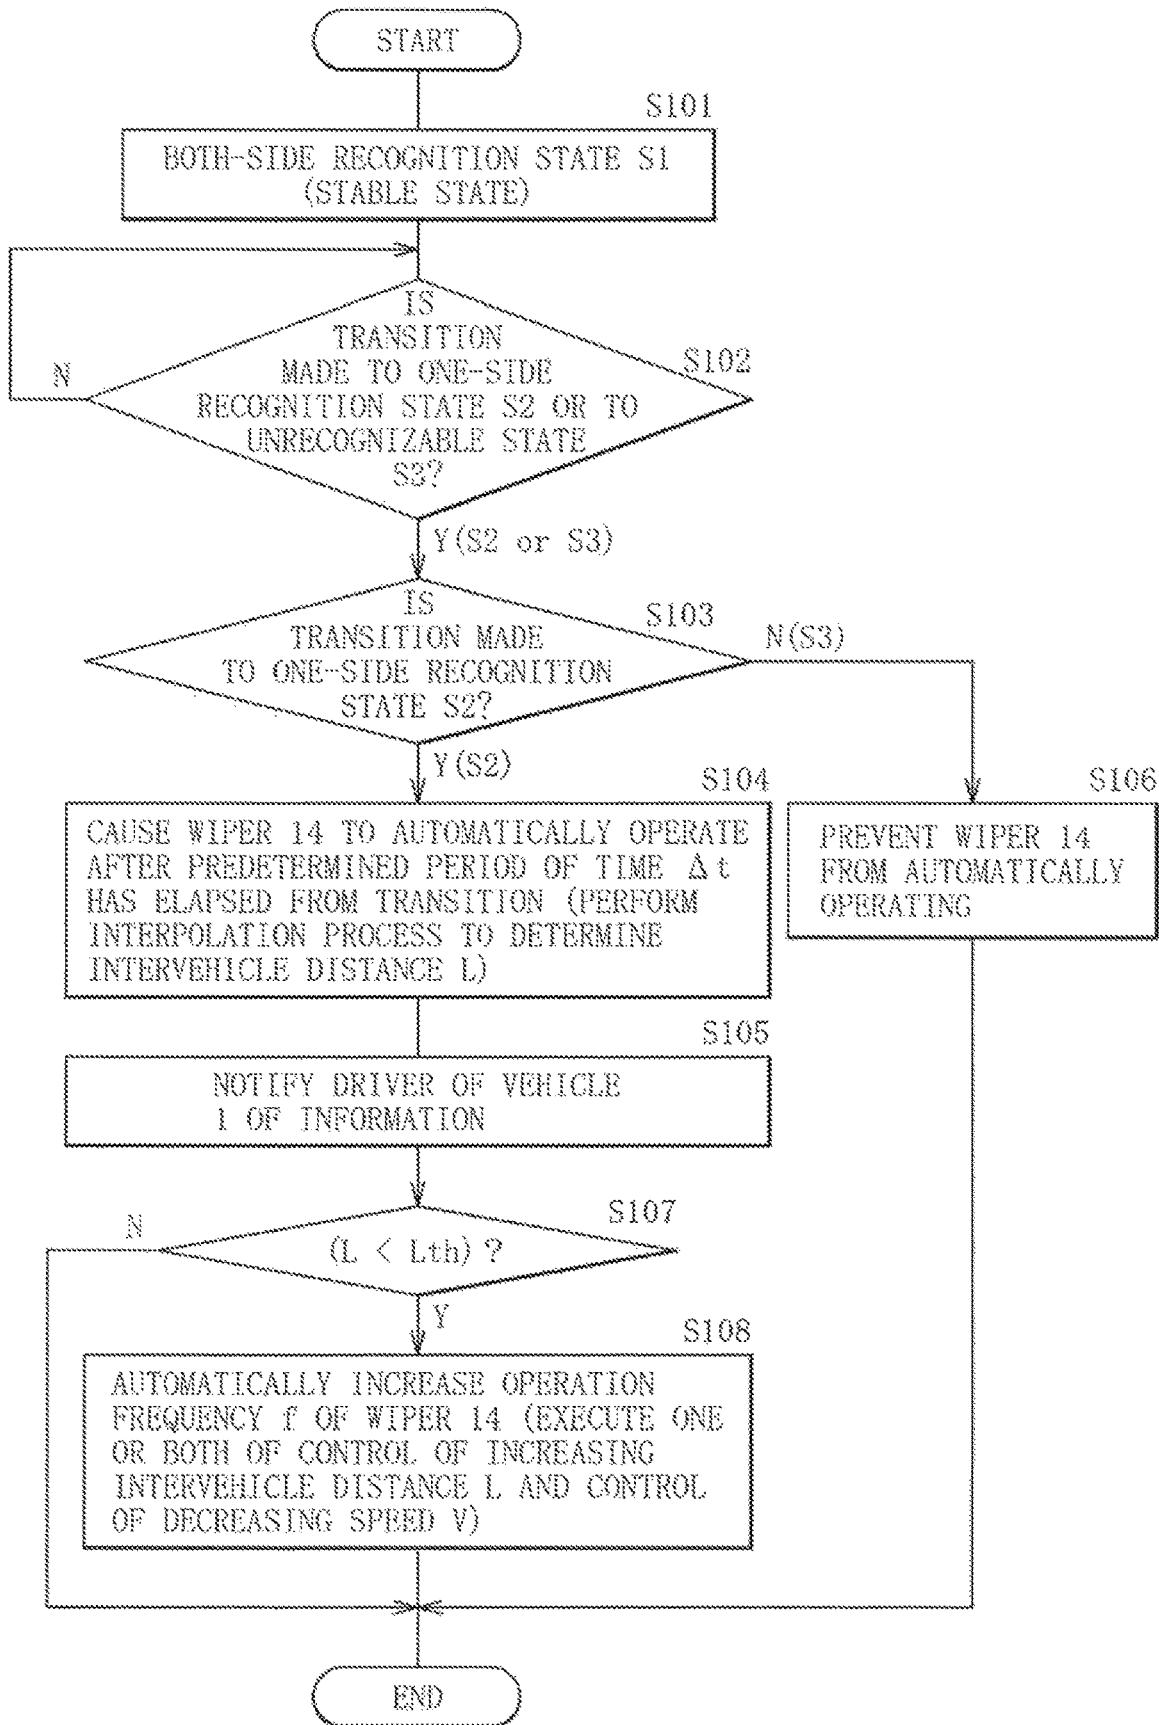 START
S101
BOTH-SIDE RECOGNITION STATE S1
(STABLE STATE)
IS
TRANSITION
MADE TO ONE-SIDE
RECOGNITION STATE S2 OR TO
UNRECOGNIZABLE STATE
S3?
S102
N
Y(S2 or S3)
IS
TRANSITION MADE
TO ONE-SIDE RECOGNITION
STATE S2?
S103
N(S3)
Y(S2)
S104
CAUSE WIPER 14 TO AUTOMATICALLY OPERATE
AFTER PREDETERMINED PERIOD OF TIME Δt
HAS ELAPSED FROM TRANSITION (PERFORM
INTERPOLATION PROCESS TO DETERMINE
INTERVEHICLE DISTANCE L)
S106
PREVENT WIPER 14
FROM AUTOMATICALLY
OPERATING
S105
NOTIFY DRIVER OF VEHICLE
1 OF INFORMATION
S107
(L < Lth)?
N
Y
S108
AUTOMATICALLY INCREASE OPERATION
FREQUENCY f OF WIPER 14 (EXECUTE ONE
OR BOTH OF CONTROL OF INCREASING
INTERVEHICLE DISTANCE L AND CONTROL
OF DECREASING SPEED V)
END